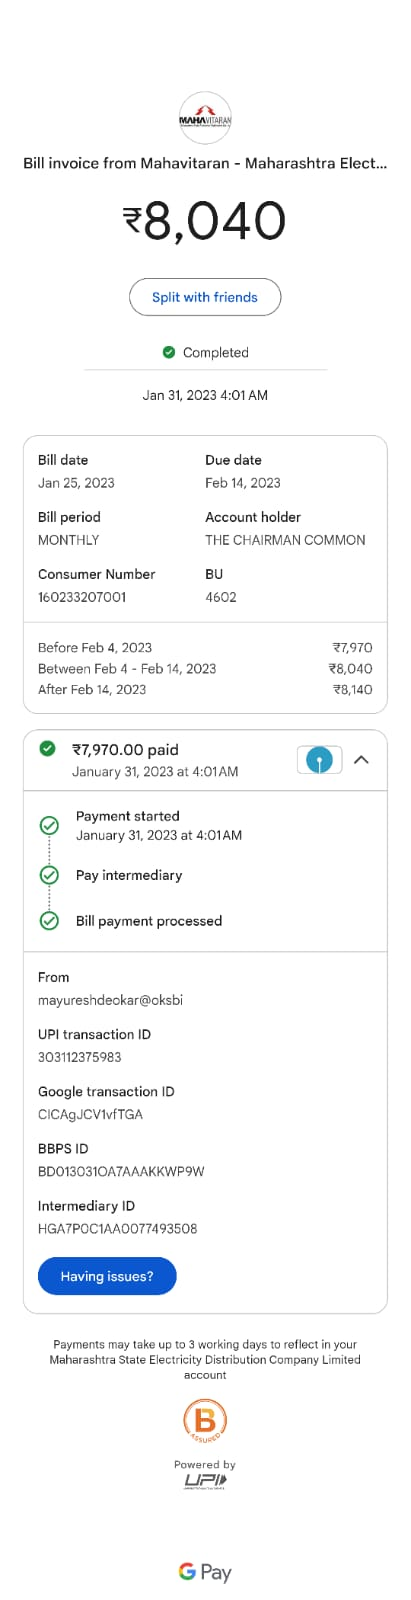 MAHAVITARAN
Bill invoice from Mahavitaran - Maharashtra Elect...
₹8,040
Split with friends
Completed
Jan 31, 2023 4:01 AM
Bill date
Due date
Jan 25, 2023
Feb 14, 2023
Bill period
Account holder
MONTHLY
THE CHAIRMAN COMMON
Consumer Number
BU
160233207001
4602
Before Feb 4, 2023 ₹7,970
Between Feb 4 - Feb 14, 2023 ₹8,040
After Feb 14, 2023 ₹8,140
₹7,970.00 paid
January 31, 2023 at 4:01AM
Payment started
January 31, 2023 at 4:01AM
Pay intermediary
Bill payment processed
From
mayureshdeokar@oksbi
UPI transaction ID
303112375983
Google transaction ID
CICAgJCV1vfTGA
BBPS ID
BD013031OA7AAAKKWP9W
Intermediary ID
HGA7P0C1AA0077493508
Having issues?
Payments may take up to 3 working days to reflect in your
Maharashtra State Electricity Distribution Company Limited
account
B
ASSURED
Powered by
UPI
G Pay